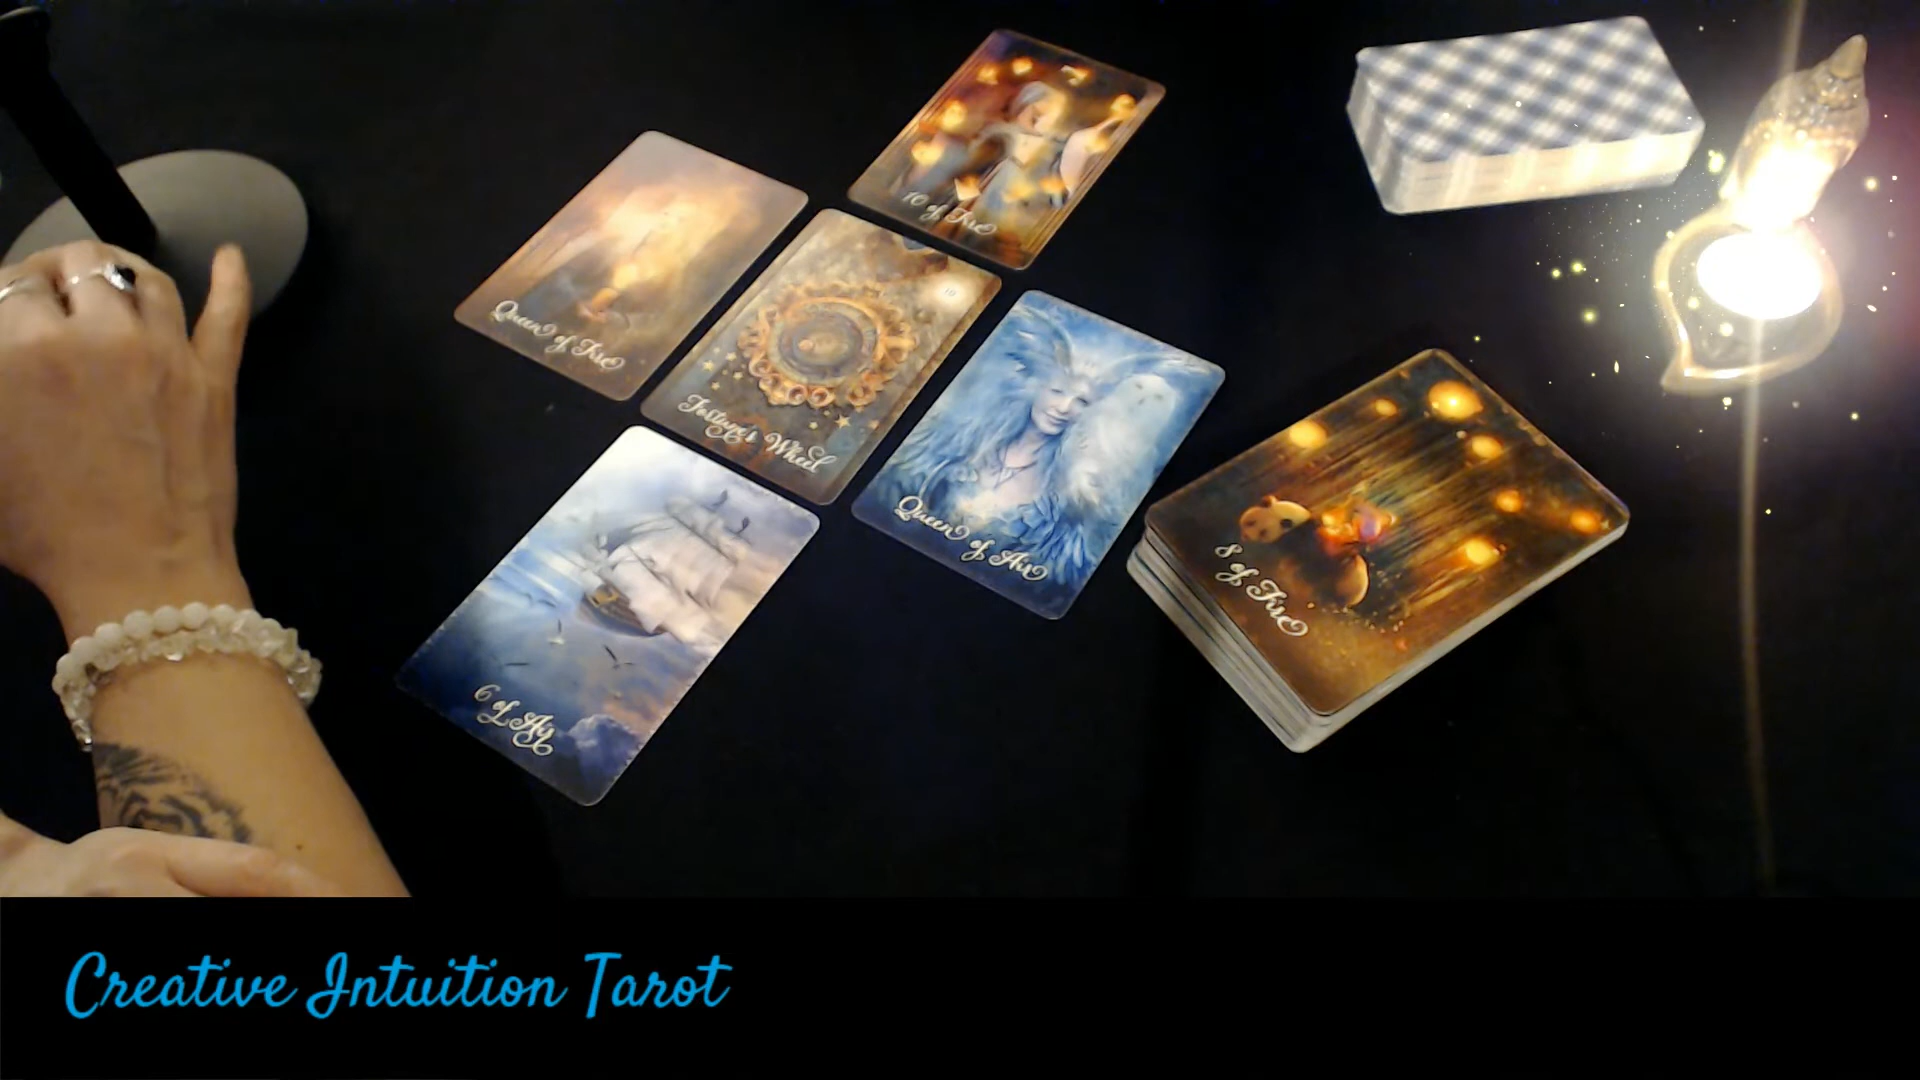 10 of Fire
Queen of Fire
10
Fortune's Wheel
Queen of Air
6 of Air
8 of Fire
Creative Intuition Tarot